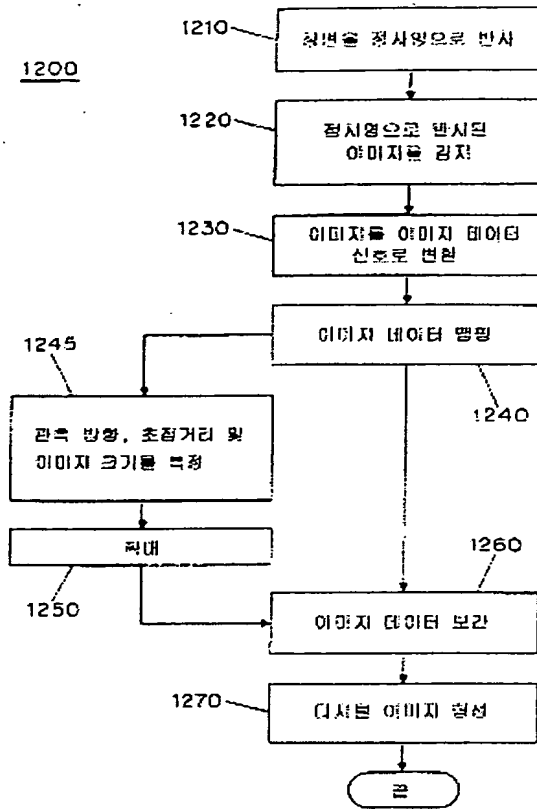 1200
1210
장면을 정사영으로 반사
1220
정사영으로 반사된
이미지를 감지
1230
이미지를 이미지 데이터
신호로 변환
이미지 데이터 맵핑
1240
1245
관측 방향, 초점거리 및
이미지 크기를 특정
1250
확대
1260
이미지 데이터 보간
1270
디지털 이미지 형성
끝